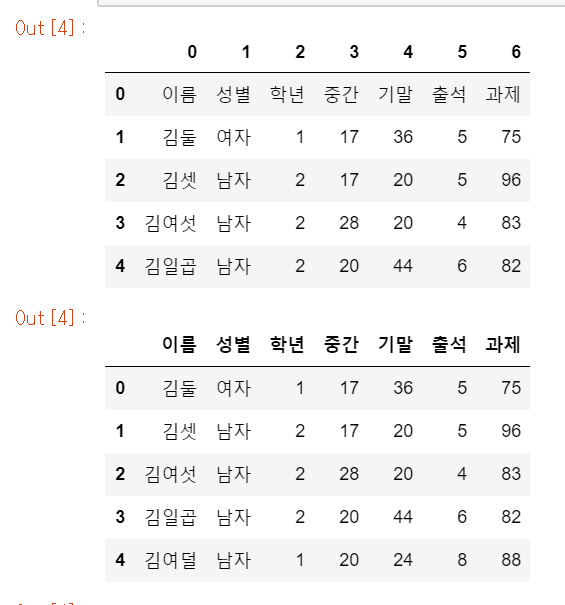 Out [4] :
0 1 2 3 4 5 6
0 이름 성별 학년 중간 기말 출석 과제
1 김둘 여자 1 17 36 5 75
2 김셋 남자 2 17 20 5 96
3 김여섯 남자 2 28 20 4 83
4 김일곱 남자 2 20 44 6 82
Out [4] :
이름 성별 학년 중간 기말 출석 과제
0 김둘 여자 1 17 36 5 75
1 김셋 남자 2 17 20 5 96
2 김여섯 남자 2 28 20 4 83
3 김일곱 남자 2 20 44 6 82
4 김여덜 남자 1 20 24 8 88